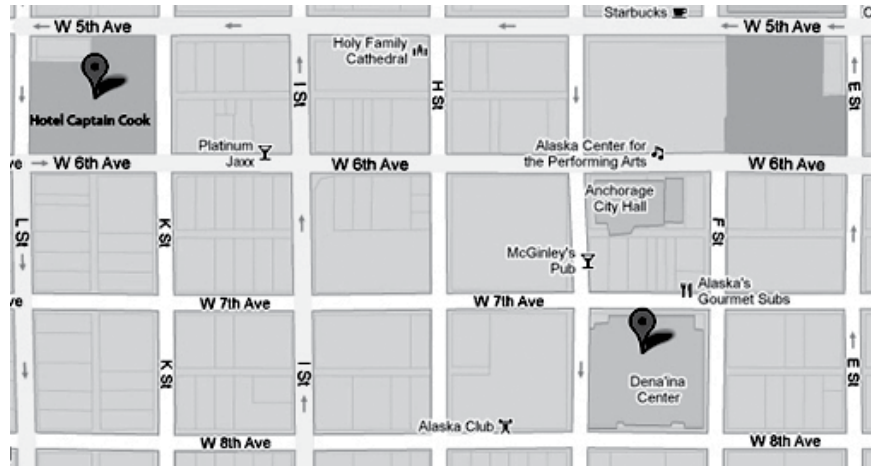 Starbucks
W 5th Ave
W 5th Ave
Holy Family
Cathedral
I St
H St
E St
Hotel Captain Cook
Platinum
Jaxx
Alaska Center for
the Performing Arts
W 6th Ave
W 6th Ave
W 6th Ave
Anchorage
City Hall
L St
K St
F St
McGinley's
Pub
Alaska's
Gourmet Subs
W 7th Ave
W 7th Ave
K St
I St
E St
Dena'ina
Center
Alaska Club
W 8th Ave
W 8th Ave